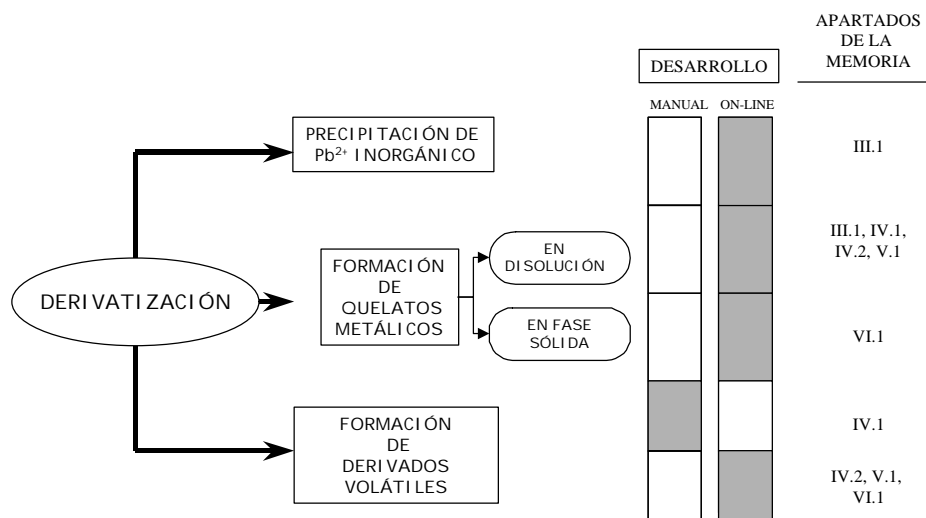 APARTADOS
DE LA
MEMORIA
DESARROLLO
MANUAL ON-LINE
PRECIPITACIÓN DE
Pb2+ INORGÁNICO
III.1
EN
DISOLUCIÓN
III.1, IV.1,
IV.2, V.1
FORMACIÓN
DE
QUELATOS
METÁLICOS
DERIVATIZACIÓN
EN FASE
SÓLIDA
VI.1
FORMACIÓN
DE
DERIVADOS
VOLÁTILES
IV.1
IV.2, V.1,
VI.1